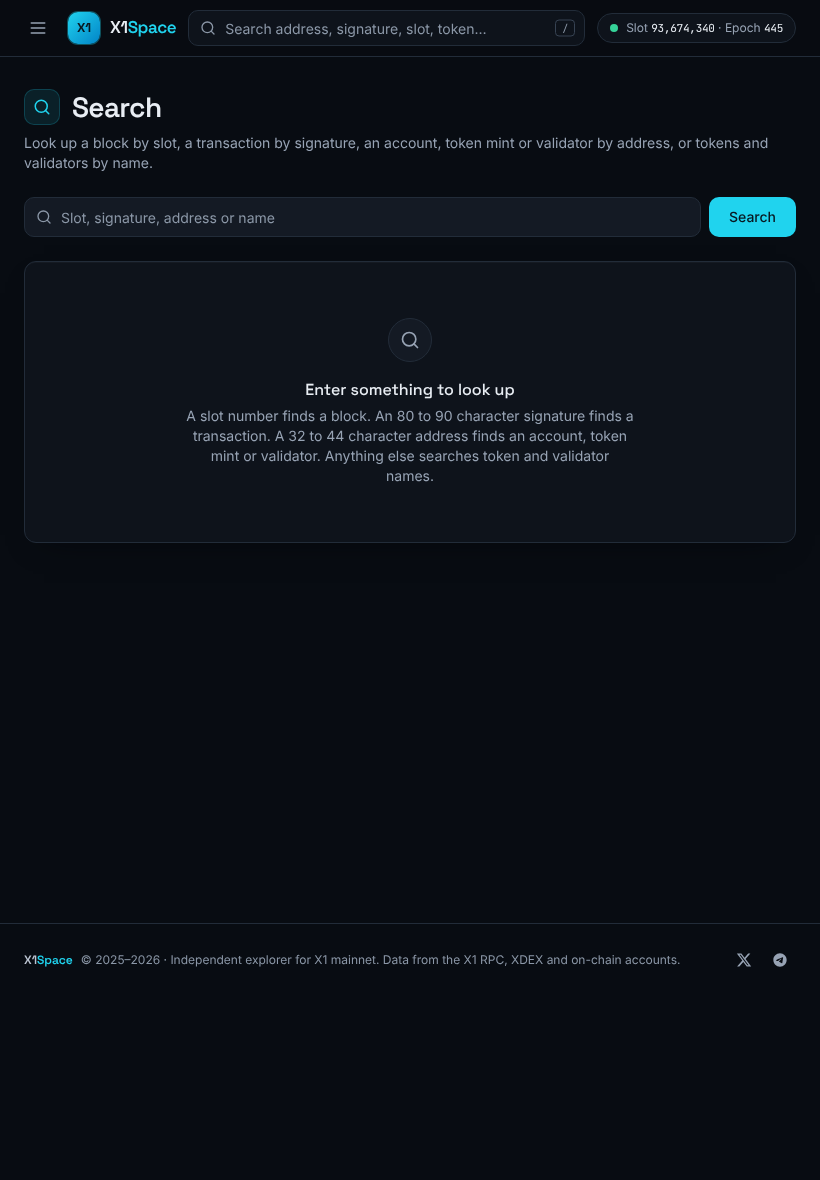 X1 X1Space Search address, signature, slot, token... / Slot 93,674,340 · Epoch 445
Search
Look up a block by slot, a transaction by signature, an account, token mint or validator by address, or tokens and
validators by name.
Slot, signature, address or name Search
Enter something to look up
A slot number finds a block. An 80 to 90 character signature finds a
transaction. A 32 to 44 character address finds an account, token
mint or validator. Anything else searches token and validator
names.
X1Space © 2025–2026 · Independent explorer for X1 mainnet. Data from the X1 RPC, XDEX and on-chain accounts.